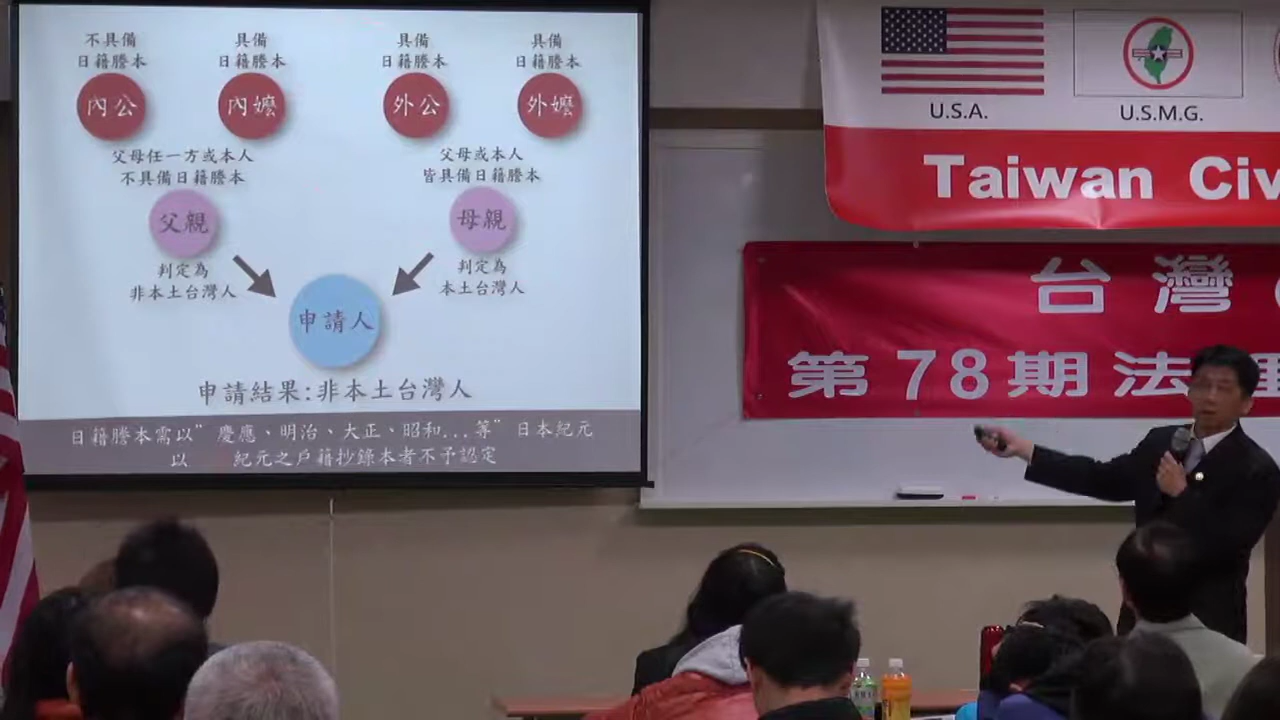 不具備
日籍謄本
具備
日籍謄本
具備
日籍謄本
具備
日籍謄本
內公
內嬤
外公
外嬤
父母任一方或本人
不具備日籍謄本
父母或本人
皆具備日籍謄本
父親
母親
判定為
非本土台灣人
判定為
本土台灣人
申請人
申請結果:非本土台灣人
日籍謄本需以"慶應、明治、大正、昭和...等"日本紀元
以 紀元之戶籍抄錄本者不予認定
U.S.A.
U.S.M.G.
Taiwan Civ
台灣
第78期法